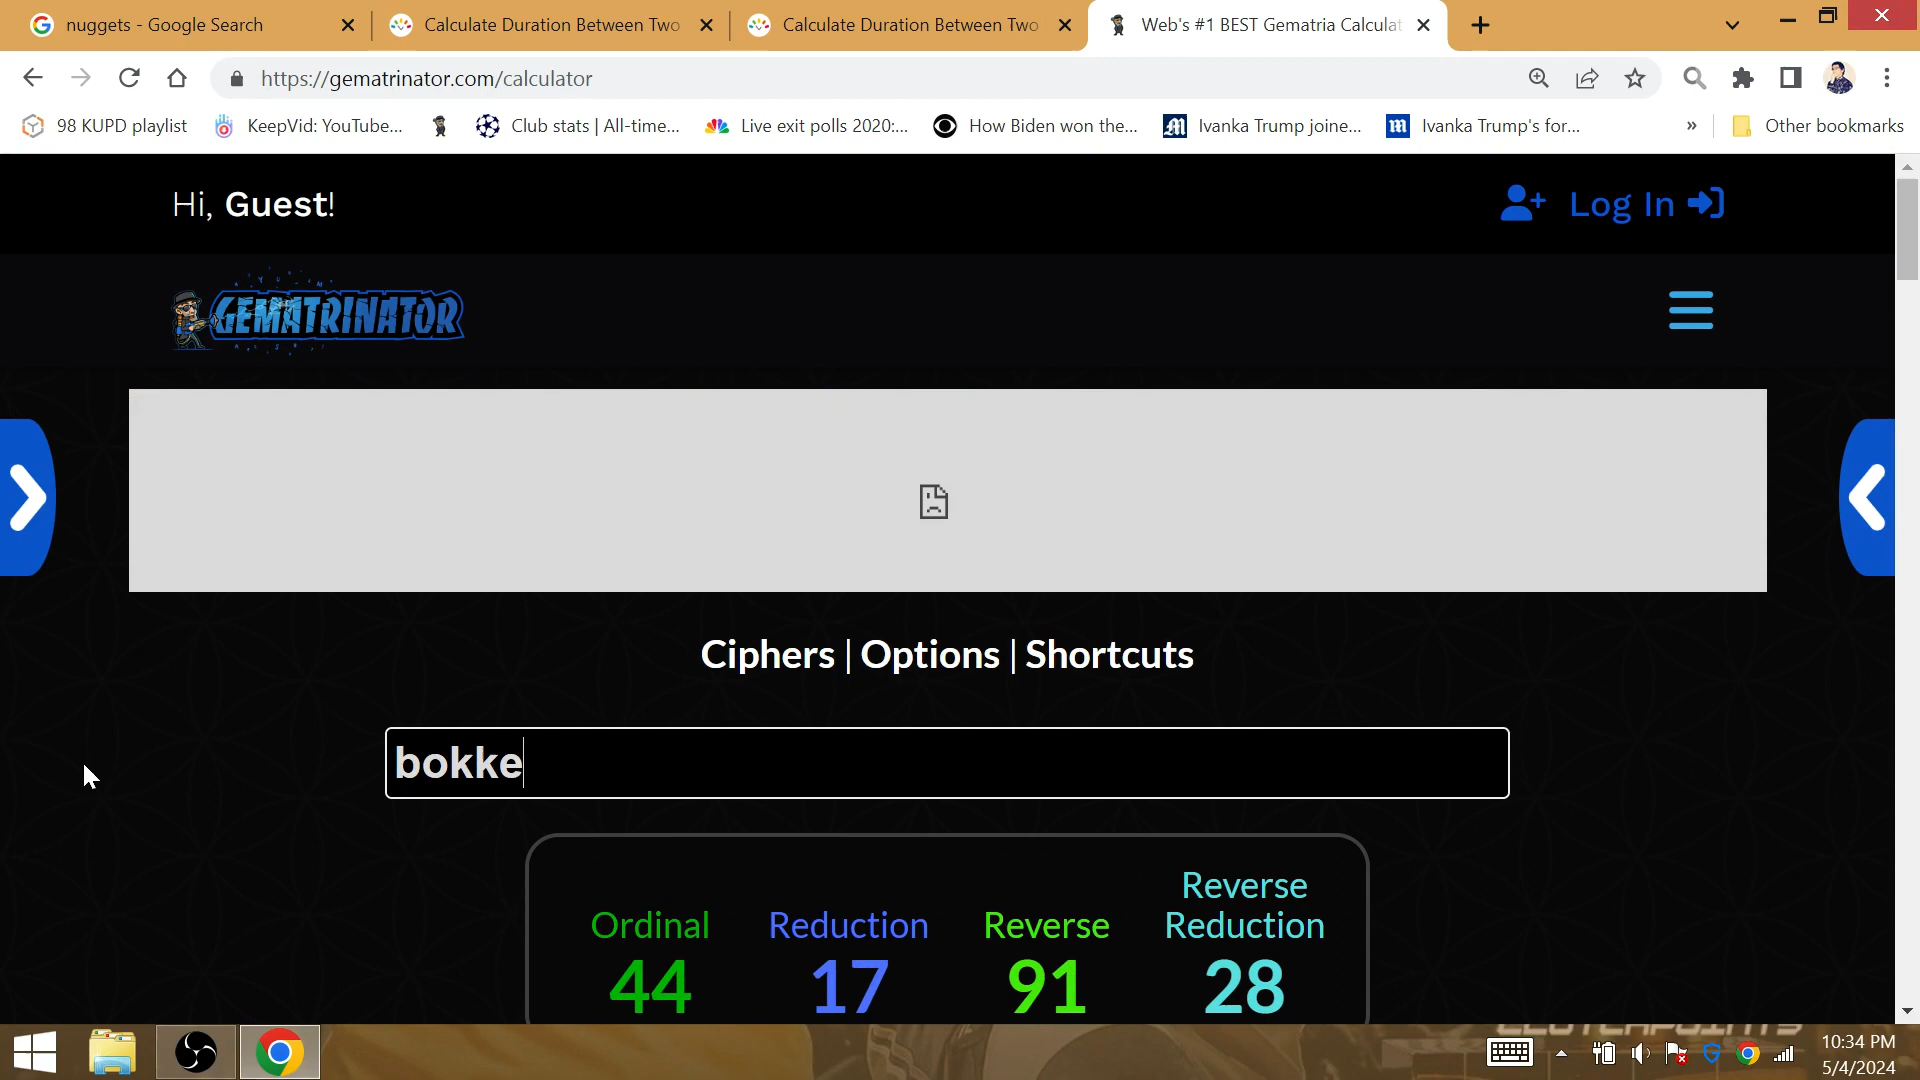 nuggets - Google Search
Calculate Duration Between Two
Calculate Duration Between Two
Web's #1 BEST Gematria Calculat
https://gematrinator.com/calculator
98 KUPD playlist
KeepVid: YouTube...
Club stats | All-time...
Live exit polls 2020:...
How Biden won the...
Ivanka Trump joine...
Ivanka Trump's for...
»
Other bookmarks
Hi, Guest!
Log In
GEMATRINATOR
Ciphers | Options | Shortcuts
bokke
Ordinal
44
Reduction
17
Reverse
91
Reverse
Reduction
28
CLUTCHPOINTS
10:34 PM
5/4/2024